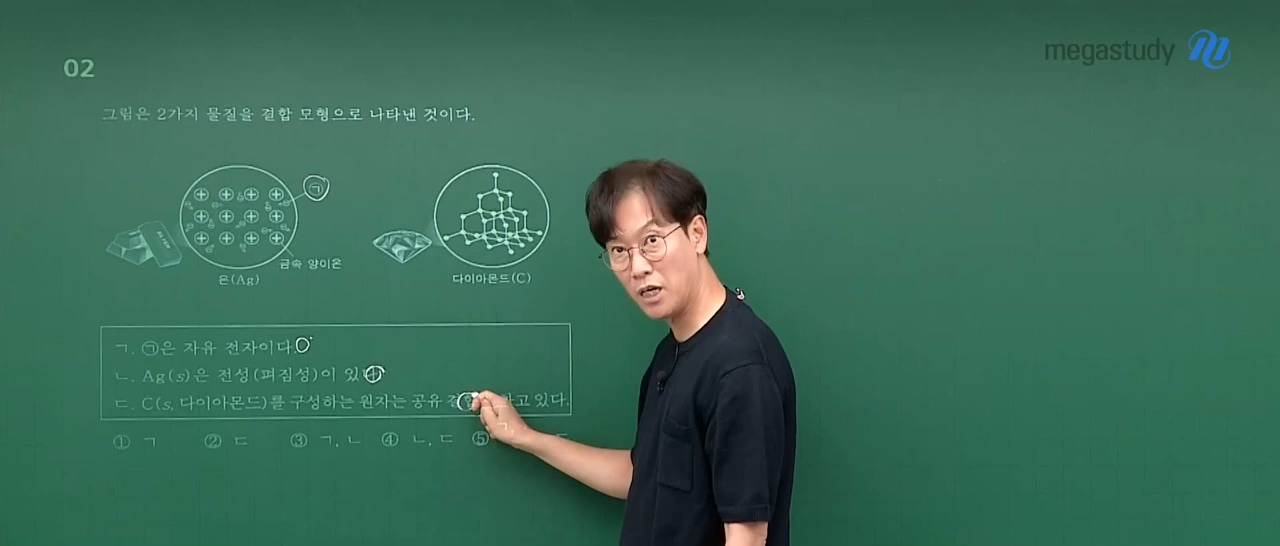 megastudy
02
그림은 2가지 물질을 결합 모형으로 나타낸 것이다.
㉠
금속 양이온
은(Ag)
다이아몬드(C)
ㄱ. ㉠은 자유 전자이다.
ㄴ. Ag(s)은 전성(펴짐성)이 있
ㄷ. C(s, 다이아몬드)를 구성하는 원자는 공유 하고 있다.
① ㄱ ② ㄷ ③ ㄱ, ㄴ ④ ㄴ, ㄷ ⑤ ㄱ, ㄷ